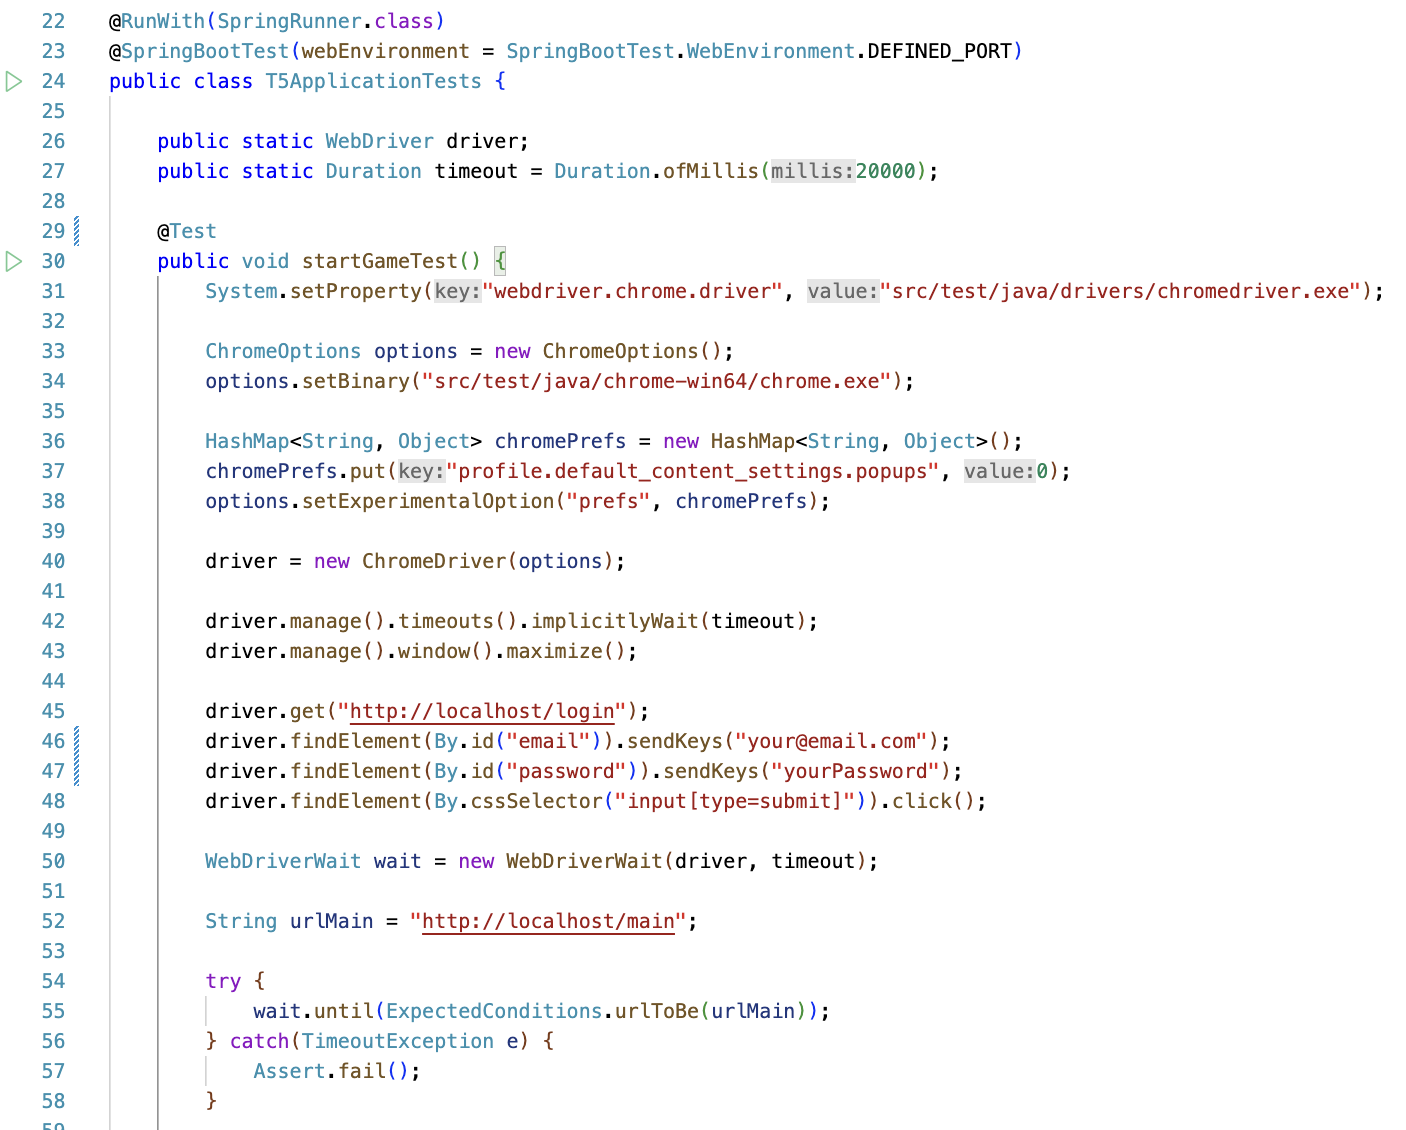 22 @RunWith(SpringRunner.class)
23 @SpringBootTest(webEnvironment = SpringBootTest.WebEnvironment.DEFINED_PORT)
24 public class T5ApplicationTests {
25
26 public static WebDriver driver;
27 public static Duration timeout = Duration.ofMillis(millis:20000);
28
29 @Test
30 public void startGameTest() {
31 System.setProperty(key:"webdriver.chrome.driver", value:"src/test/java/drivers/chromedriver.exe");
32
33 ChromeOptions options = new ChromeOptions();
34 options.setBinary("src/test/java/chrome-win64/chrome.exe");
35
36 HashMap<String, Object> chromePrefs = new HashMap<String, Object>();
37 chromePrefs.put(key:"profile.default_content_settings.popups", value:0);
38 options.setExperimentalOption("prefs", chromePrefs);
39
40 driver = new ChromeDriver(options);
41
42 driver.manage().timeouts().implicitlyWait(timeout);
43 driver.manage().window().maximize();
44
45 driver.get("http://localhost/login");
46 driver.findElement(By.id("email")).sendKeys("your@email.com");
47 driver.findElement(By.id("password")).sendKeys("yourPassword");
48 driver.findElement(By.cssSelector("input[type=submit]")).click();
49
50 WebDriverWait wait = new WebDriverWait(driver, timeout);
51
52 String urlMain = "http://localhost/main";
53
54 try {
55 wait.until(ExpectedConditions.urlToBe(urlMain));
56 } catch(TimeoutException e) {
57 Assert.fail();
58 }
59